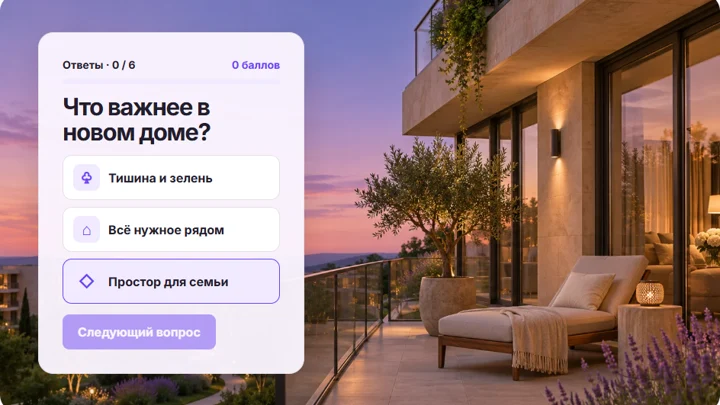 Ответы · 0 / 6
0 баллов
Что важнее в
новом доме?
Тишина и зелень
Всё нужное рядом
Простор для семьи
Следующий вопрос